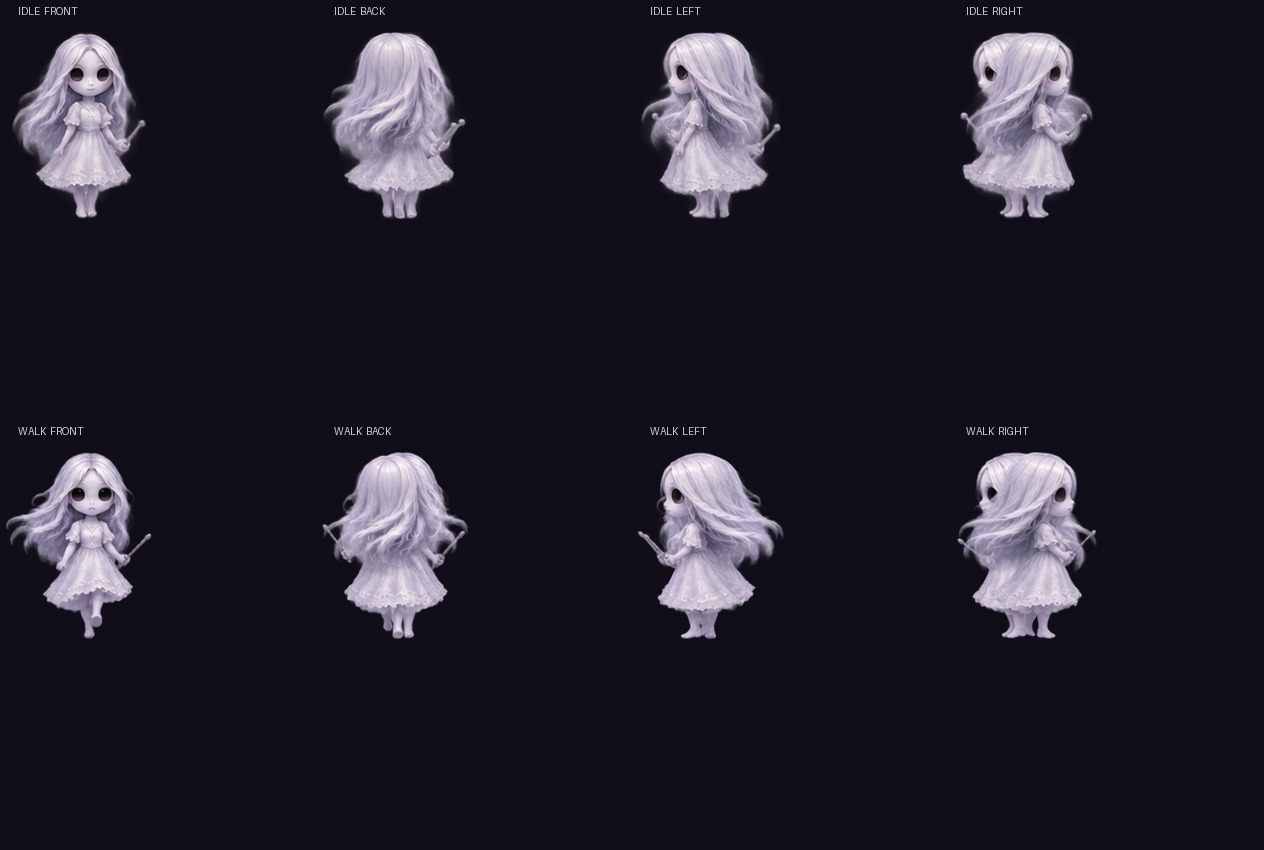 IDLE FRONT
IDLE BACK
IDLE LEFT
IDLE RIGHT
WALK FRONT
WALK BACK
WALK LEFT
WALK RIGHT